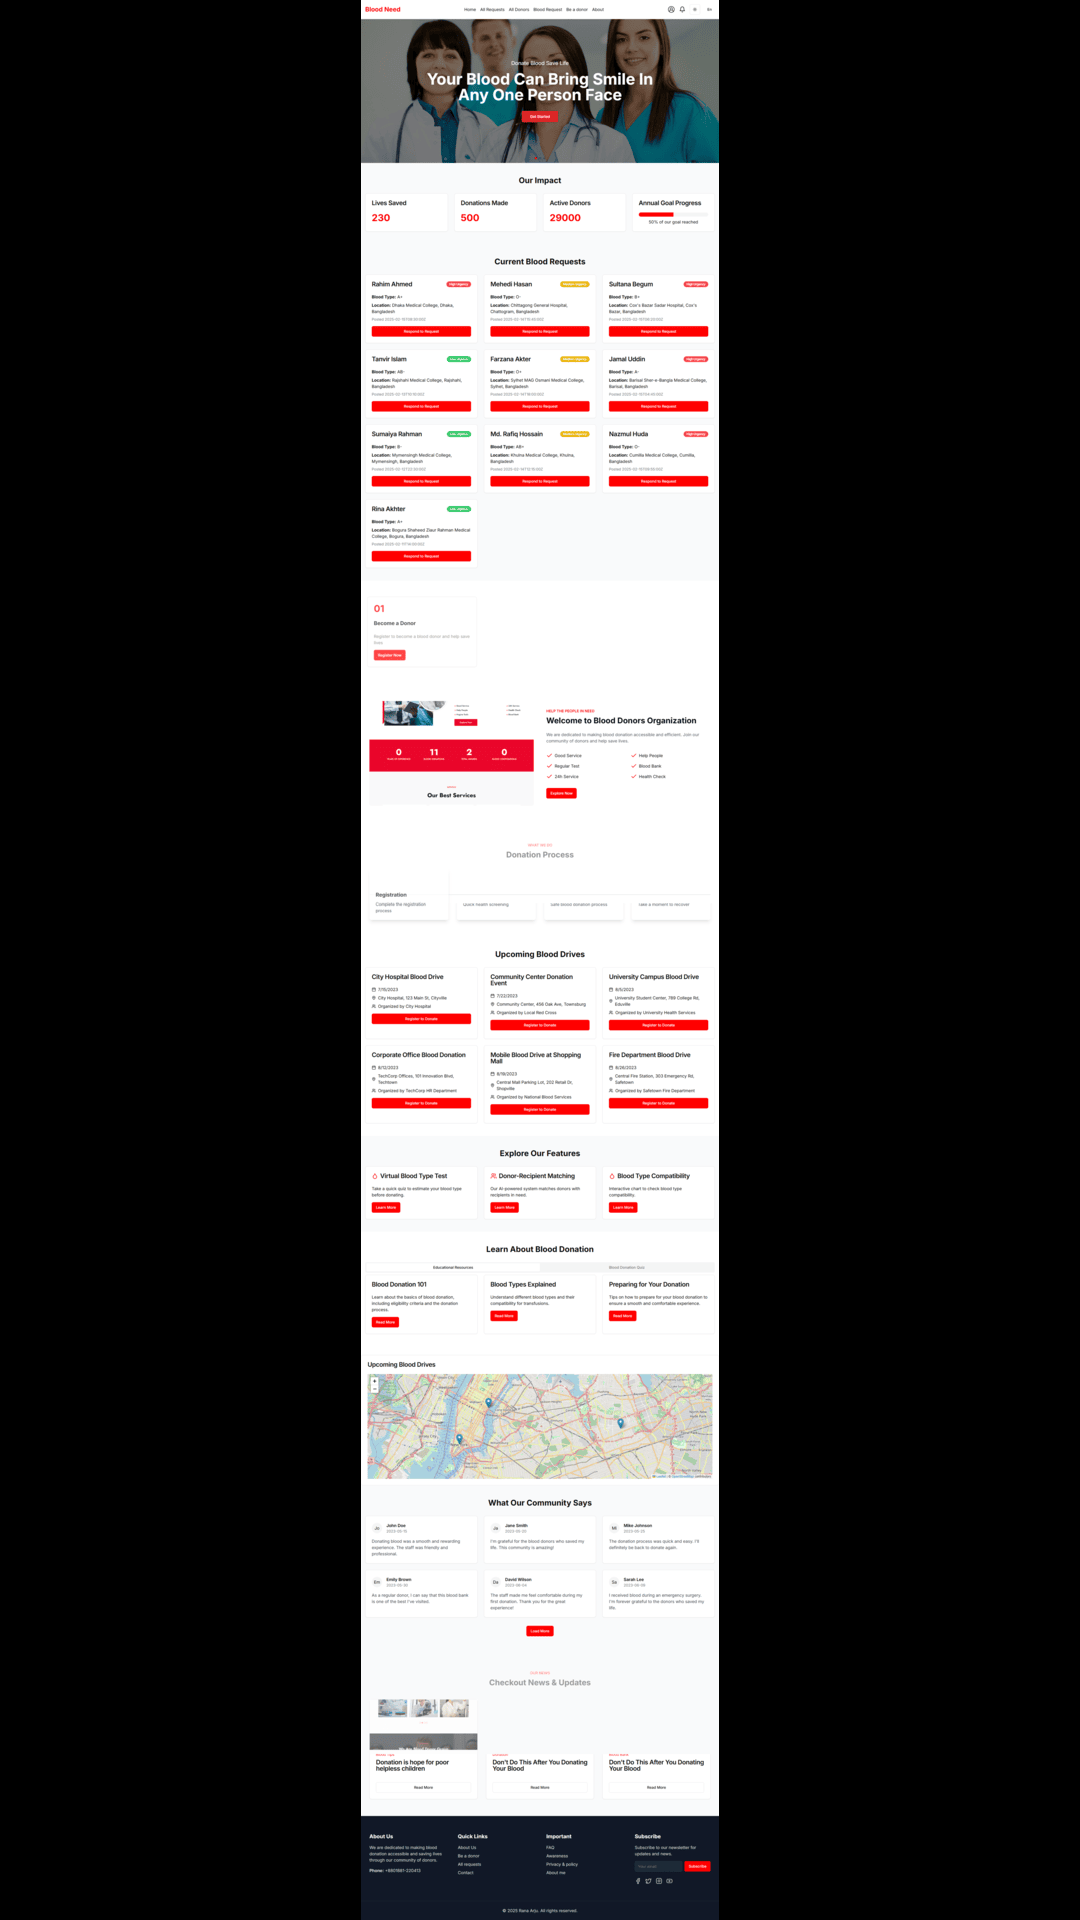 Blood Need
Home All Requests All Donors Blood Request Be a donor About
En
Donate Blood Save Life
Your Blood Can Bring Smile In
Any One Person Face
Get Started
Our Impact
Lives Saved
230
Donations Made
500
Active Donors
29000
Annual Goal Progress
50% of our goal reached
Current Blood Requests
Rahim Ahmed
High Urgency
Blood Type: A+
Location: Dhaka Medical College, Dhaka,
Bangladesh
Respond to Request
Mehedi Hasan
Medium Urgency
Blood Type: O-
Location: Chittagong General Hospital,
Chattogram, Bangladesh
Respond to Request
Sultana Begum
High Urgency
Blood Type: B+
Location: Cox's Bazar Sadar Hospital, Cox's
Bazar, Bangladesh
Respond to Request
Tanvir Islam
Low Urgency
Blood Type: AB-
Location: Rajshahi Medical College, Rajshahi,
Bangladesh
Respond to Request
Farzana Akter
Medium Urgency
Blood Type: O+
Location: Sylhet MAG Osmani Medical College,
Sylhet, Bangladesh
Respond to Request
Jamal Uddin
High Urgency
Blood Type: A-
Location: Barisal Sher-e-Bangla Medical College,
Barisal, Bangladesh
Respond to Request
Sumaiya Rahman
Low Urgency
Blood Type: B-
Location: Mymensingh Medical College,
Mymensingh, Bangladesh
Respond to Request
Md. Rafiq Hossain
Medium Urgency
Blood Type: AB+
Location: Khulna Medical College, Khulna,
Bangladesh
Respond to Request
Nazmul Huda
High Urgency
Blood Type: O-
Location: Cumilla Medical College, Cumilla,
Bangladesh
Respond to Request
Rina Akhter
Low Urgency
Blood Type: A+
Location: Bogura Shaheed Ziaur Rahman Medical
College, Bogura, Bangladesh
Respond to Request
01
Become a Donor
Register to become a blood donor and help save
lives.
Register Now
0 11 2 0
Our Best Services
HELP THE PEOPLE IN NEED
Welcome to Blood Donors Organization
We are dedicated to making blood donation accessible and efficient. Join our
community of donors and help save lives.
Good Service
Help People
Regular Test
Blood Bank
24h Service
Health Check
Explore Now
WHAT WE DO
Donation Process
Registration
Complete the registration
process
Quick health screening
Safe blood donation process
Take a moment to recover
Upcoming Blood Drives
City Hospital Blood Drive
7/15/2023
City Hospital, 123 Main St, Cityville
Organized by City Hospital
Register to Donate
Community Center Donation
Event
7/22/2023
Community Center, 456 Oak Ave, Townsburg
Organized by Local Red Cross
Register to Donate
University Campus Blood Drive
8/5/2023
University Student Center, 789 College Rd,
Eduville
Organized by University Health Services
Register to Donate
Corporate Office Blood Donation
8/12/2023
TechCorp Offices, 101 Innovation Blvd,
Techtown
Organized by TechCorp HR Department
Register to Donate
Mobile Blood Drive at Shopping
Mall
8/19/2023
Central Mall Parking Lot, 202 Retail Dr,
Shopville
Organized by National Blood Services
Register to Donate
Fire Department Blood Drive
8/26/2023
Central Fire Station, 303 Emergency Rd,
Safetown
Organized by Safetown Fire Department
Register to Donate
Explore Our Features
Virtual Blood Type Test
Take a quick quiz to estimate your blood type
before donating.
Learn More
Donor-Recipient Matching
Our AI-powered system matches donors with
recipients in need.
Learn More
Blood Type Compatibility
Interactive chart to check blood type
compatibility.
Learn More
Learn About Blood Donation
Educational Resources
Blood Donation Quiz
Blood Donation 101
Learn about the basics of blood donation,
including eligibility criteria and the donation
process.
Read More
Blood Types Explained
Understand different blood types and their
compatibility for transfusions.
Read More
Preparing for Your Donation
Tips on how to prepare for your blood donation to
ensure a smooth and comfortable experience.
Read More
Upcoming Blood Drives
+
−
What Our Community Says
Jo
John Doe
Donating blood was a smooth and rewarding
experience. The staff was friendly and
professional.
Ja
Jane Smith
I'm grateful for the blood donors who saved my
life. This community is amazing!
Mi
Mike Johnson
The donation process was quick and easy. I'll
definitely be back to donate again.
Em
Emily Brown
As a regular donor, I can say that this blood bank
is one of the best I've visited.
Da
David Wilson
The staff made me feel comfortable during my
first donation. Thank you for the great
experience!
Sa
Sarah Lee
I received blood during an emergency surgery.
I'm forever grateful to the donors who saved my
life.
Load More
OUR NEWS
Checkout News & Updates
Donation is hope for poor
helpless children
Read More
Don't Do This After You Donating
Your Blood
Read More
Don't Do This After You Donating
Your Blood
Read More
About Us
We are dedicated to making blood
donation accessible and saving lives
through our community of donors.
Phone: +8801881-220413
Quick Links
About Us
Be a donor
All requests
Contact
Important
FAQ
Awareness
Privacy & policy
About me
Subscribe
Subscribe to our newsletter for
updates and news.
Your email
Subscribe
© 2025 Rana Arju. All rights reserved.